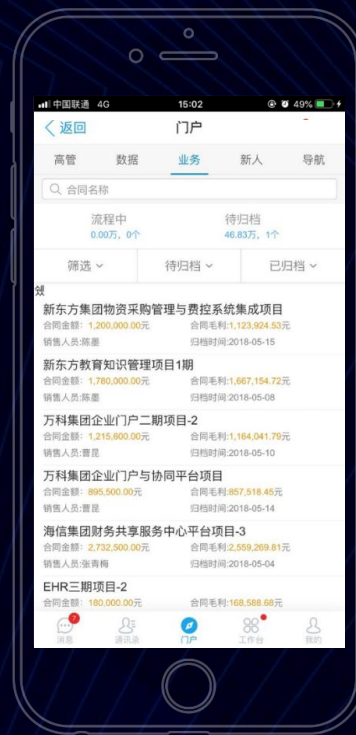 中国联通 4G 15:02 49%
返回 门户
高管 数据 业务 新人 导航
合同名称
流程中 待归档
0.00万，0个 46.83万，1个
筛选 待归档 已归档
新东方集团物资采购管理与费控系统集成项目
合同金额：1,200,000.00元 合同毛利:1,123,924.53元
销售人员:陈墨 归档时间:2018-05-15
新东方教育知识管理项目1期
合同金额：1,780,000.00元 合同毛利:1,667,154.72元
销售人员:陈墨 归档时间:2018-05-08
万科集团企业门户二期项目-2
合同金额：1,215,600.00元 合同毛利:1,164,041.79元
销售人员:曹昆 归档时间:2018-05-10
万科集团企业门户与协同平台项目
合同金额：895,500.00元 合同毛利:857,518.45元
销售人员:曹昆 归档时间:2018-05-14
海信集团财务共享服务中心平台项目-3
合同金额：2,732,500.00元 合同毛利:2,559,269.81元
销售人员:张青梅 归档时间:2018-05-04
EHR三期项目-2
合同金额：180,000.00元 合同毛利:168,588.68元
7
消息 通讯录 门户 工作台 我的